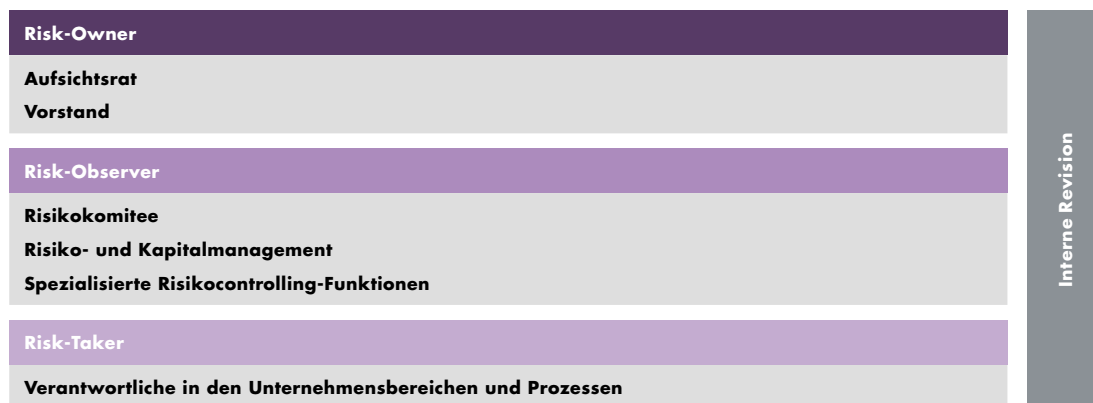 Risk-Owner
Aufsichtsrat
Vorstand
Risk-Observer
Risikokomitee
Risiko- und Kapitalmanagement
Spezialisierte Risikocontrolling-Funktionen
Risk-Taker
Verantwortliche in den Unternehmensbereichen und Prozessen
Interne Revision